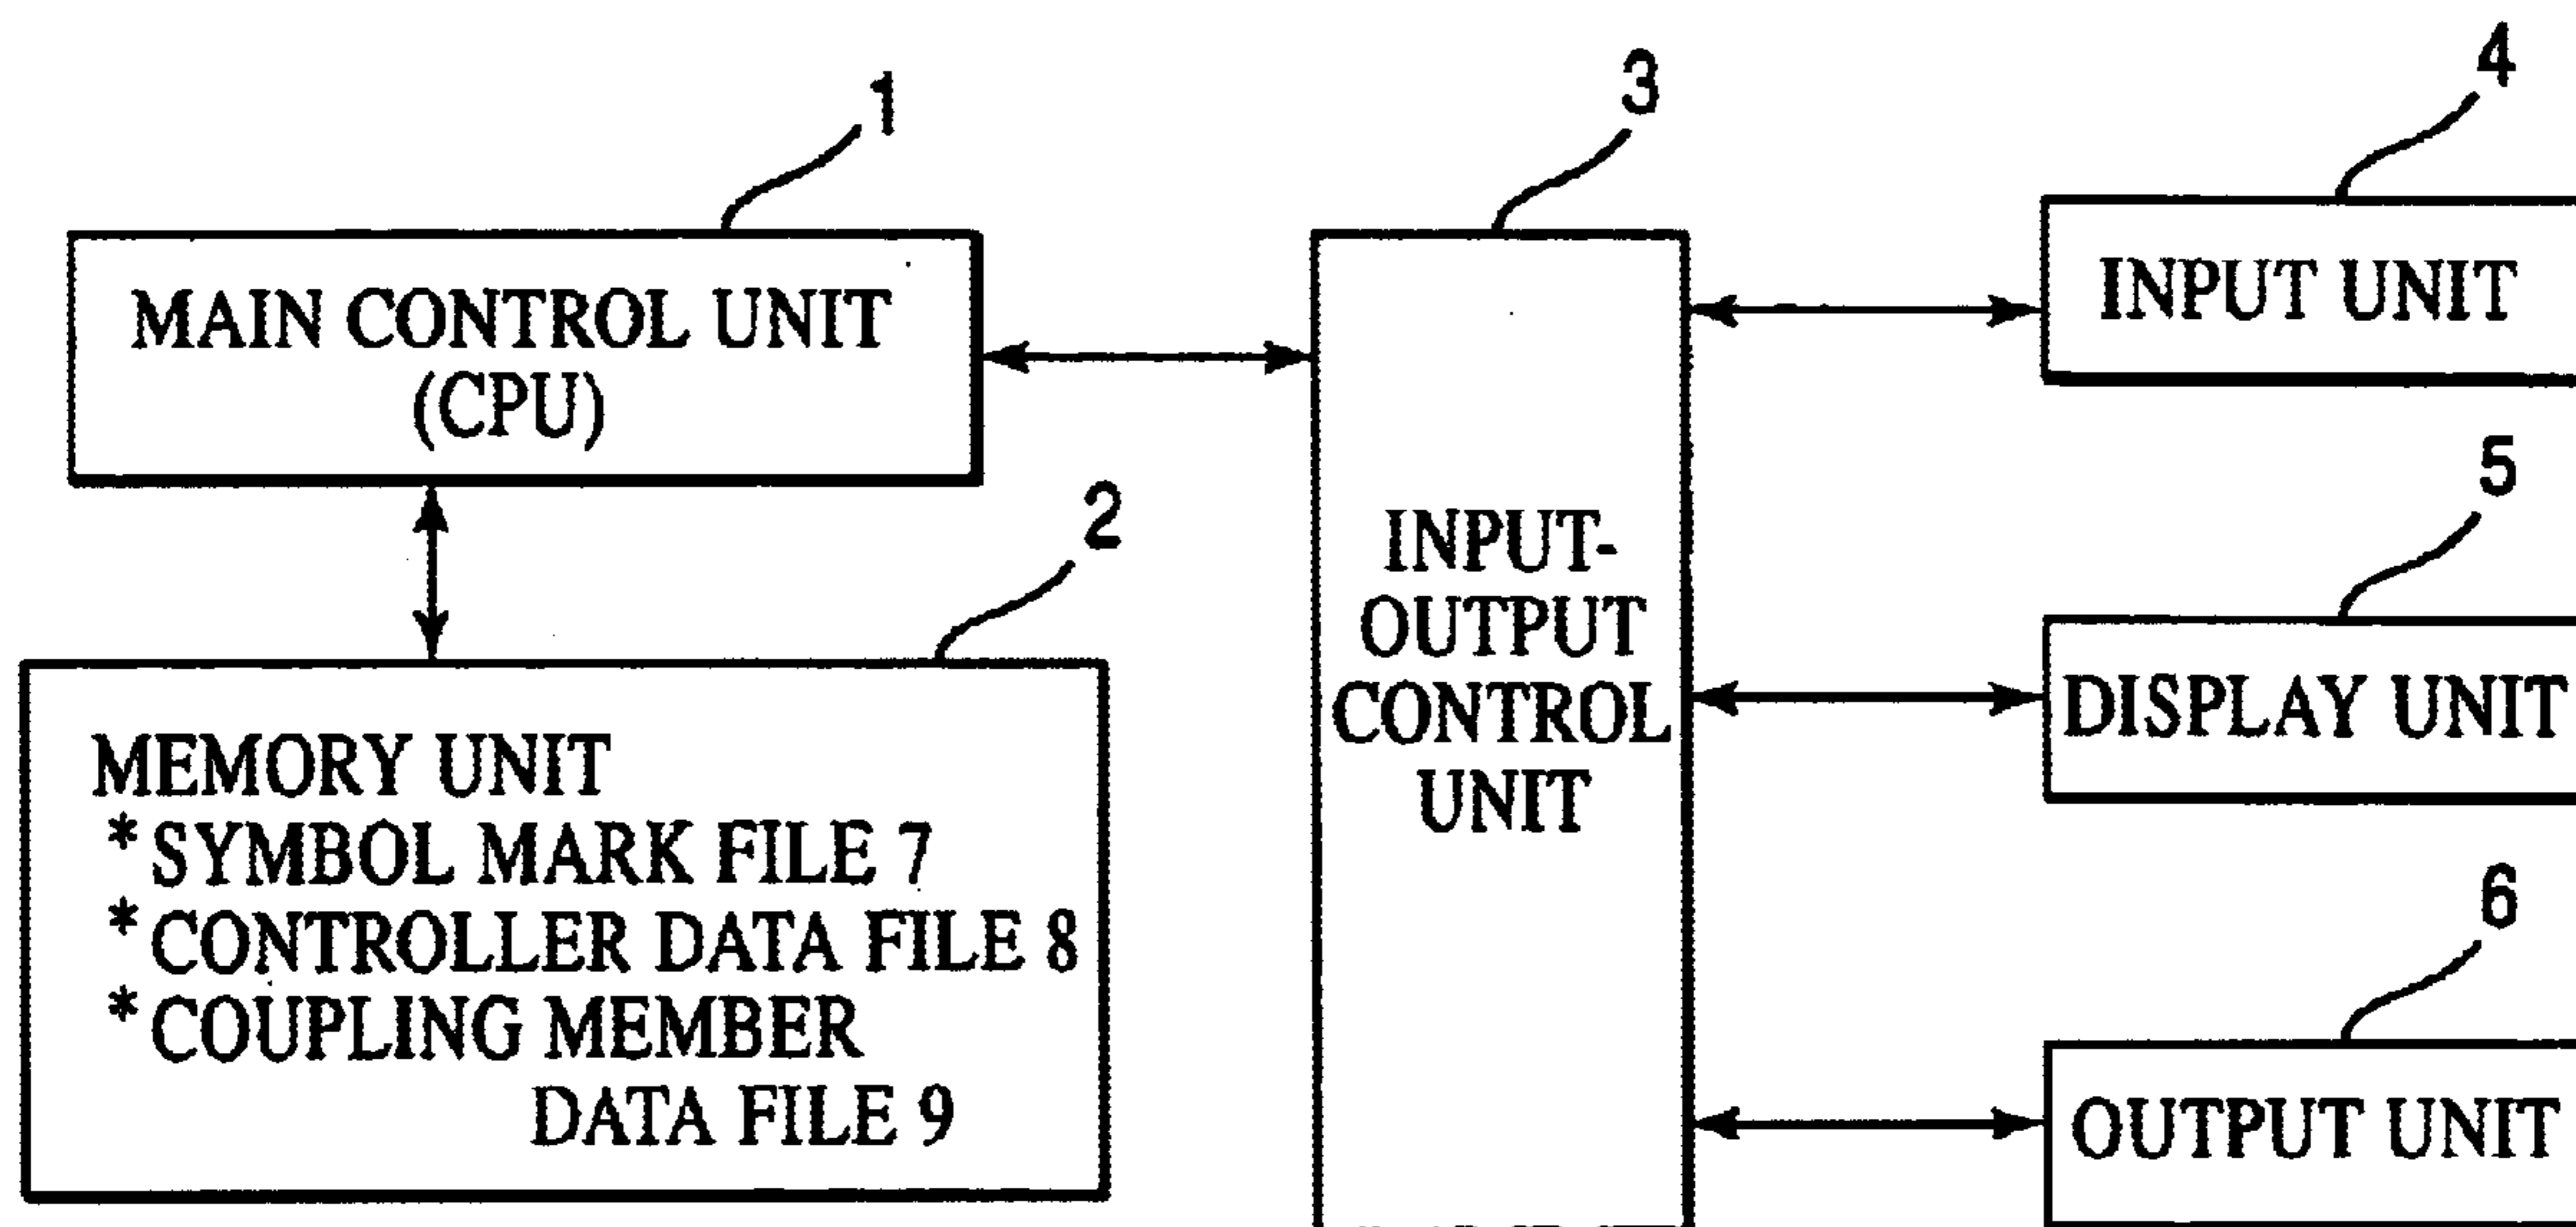 1
MAIN CONTROL UNIT
(CPU)
2
MEMORY UNIT
*SYMBOL MARK FILE 7
*CONTROLLER DATA FILE 8
*COUPLING MEMBER
DATA FILE 9
3
INPUT-
OUTPUT
CONTROL
UNIT
4
INPUT UNIT
5
DISPLAY UNIT
6
OUTPUT UNIT